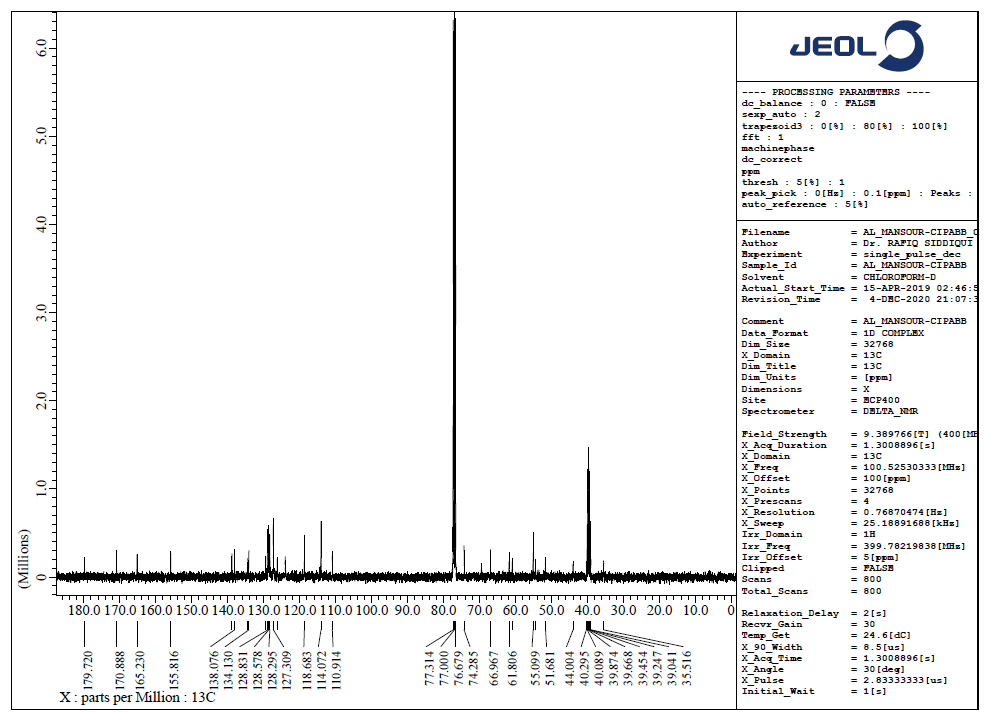 6.0
5.0
4.0
3.0
2.0
1.0
0
(Millions)
180.0 170.0 160.0 150.0 140.0 130.0 120.0 110.0 100.0 90.0 80.0 70.0 60.0 50.0 40.0 30.0 20.0 10.0 0
179.720
170.888
165.230
155.816
138.076
134.130
128.831
128.578
128.295
127.309
118.683
114.072
110.914
77.314
77.000
76.679
74.285
66.967
61.806
55.099
51.681
44.004
40.295
40.089
39.874
39.668
39.454
39.247
39.041
35.516
X : parts per Million : 13C
JEOL
---- PROCESSING PARAMETERS ----
dc_balance : 0 : FALSE
sexp_auto : 2
trapezoid3 : 0[%] : 80[%] : 100[%]
fft : 1
machinephase
dc_correct
ppm
thresh : 5[%] : 1
peak_pick : 0[Hz] : 0.1[ppm] : Peaks :
auto_reference : 5[%]
Filename = AL_MANSOUR-CIPABB_C
Author = Dr. RAFIQ SIDDIQUI
Experiment = single_pulse_dec
Sample_Id = AL_MANSOUR-CIPABB
Solvent = CHLOROFORM-D
Actual_Start_Time = 15-APR-2019 02:46:5
Revision_Time = 4-DEC-2020 21:07:3
Comment = AL_MANSOUR-CIPABB
Data_Format = 1D COMPLEX
Dim_Size = 32768
X_Domain = 13C
Dim_Title = 13C
Dim_Units = [ppm]
Dimensions = X
Site = ECP400
Spectrometer = DELTA_NMR
Field_Strength = 9.389766[T] (400[MH
X_Acq_Duration = 1.3008896[s]
X_Domain = 13C
X_Freq = 100.52530333[MHz]
X_Offset = 100[ppm]
X_Points = 32768
X_Prescans = 4
X_Resolution = 0.76870474[Hz]
X_Sweep = 25.18891688[kHz]
Irr_Domain = 1H
Irr_Freq = 399.78219838[MHz]
Irr_Offset = 5[ppm]
Clipped = FALSE
Scans = 800
Total_Scans = 800
Relaxation_Delay = 2[s]
Recvr_Gain = 30
Temp_Get = 24.6[dC]
X_90_Width = 8.5[us]
X_Acq_Time = 1.3008896[s]
X_Angle = 30[deg]
X_Pulse = 2.83333333[us]
Initial_Wait = 1[s]